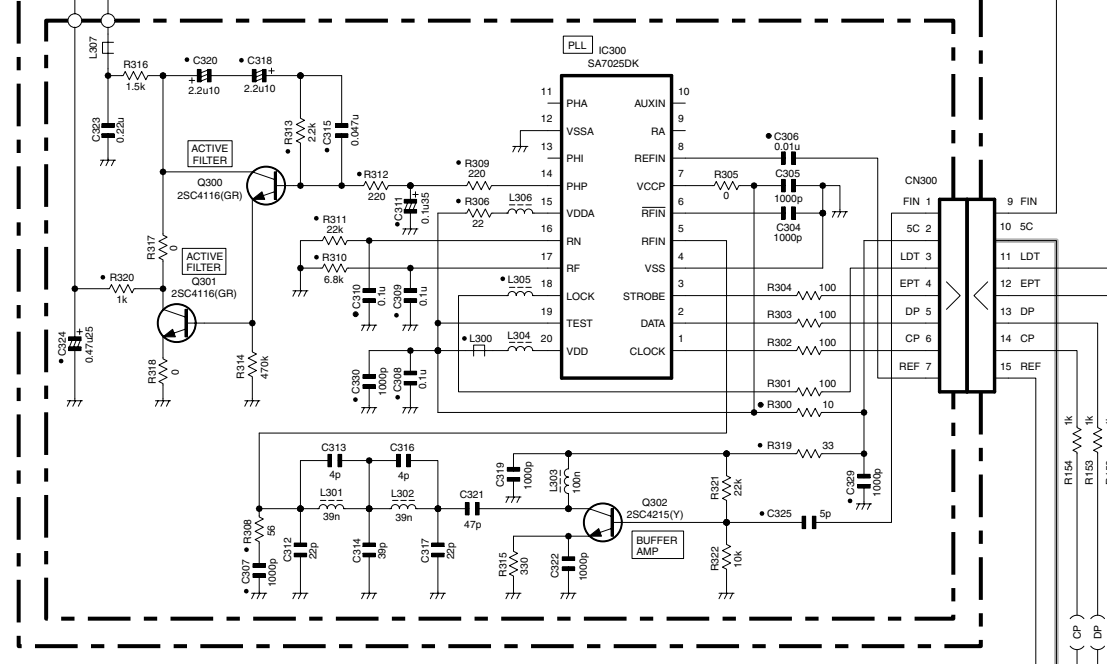 L307
R316
1.5k
C320
+
2.2u10
C318
+
2.2u10
C323
0.22u
R313
2.2k
C315
0.047u
ACTIVE
FILTER
Q300
2SC4116(GR)
R312
220
C311
0.1u35
+
R309
220
R306
22
L306
R311
22k
R310
6.8k
R317
0
ACTIVE
FILTER
Q301
2SC4116(GR)
R320
1k
C324
0.47u25
+
R318
0
R314
470k
C310
0.1u
C309
0.1u
L305
L300
L304
C330
1000p
C308
0.1u
PLL
IC300
SA7025DK
11 PHA
12 VSSA
13 PHI
14 PHP
15 VDDA
16 RN
17 RF
18 LOCK
19 TEST
20 VDD
AUXIN 10
RA 9
REFIN 8
VCCP 7
RFIN 6
RFIN 5
VSS 4
STROBE 3
DATA 2
CLOCK 1
C306
0.01u
R305
0
C305
1000p
C304
1000p
R304 100
R303 100
R302 100
R301 100
R300 10
R319 33
CN300
FIN 1
5C 2
LDT 3
EPT 4
DP 5
CP 6
REF 7
9 FIN
10 5C
11 LDT
12 EPT
13 DP
14 CP
15 REF
C313
4p
C316
4p
L301
39n
L302
39n
C321
47p
R308
56
C307
1000p
C312
22p
C314
39p
C317
22p
C319
1000p
L303
100n
Q302
2SC4215(Y)
BUFFER
AMP
R315
330
C322
1000p
R321
22k
R322
10k
C325 5p
C329
1000p
R154
1k
R153
1k
CP
DP